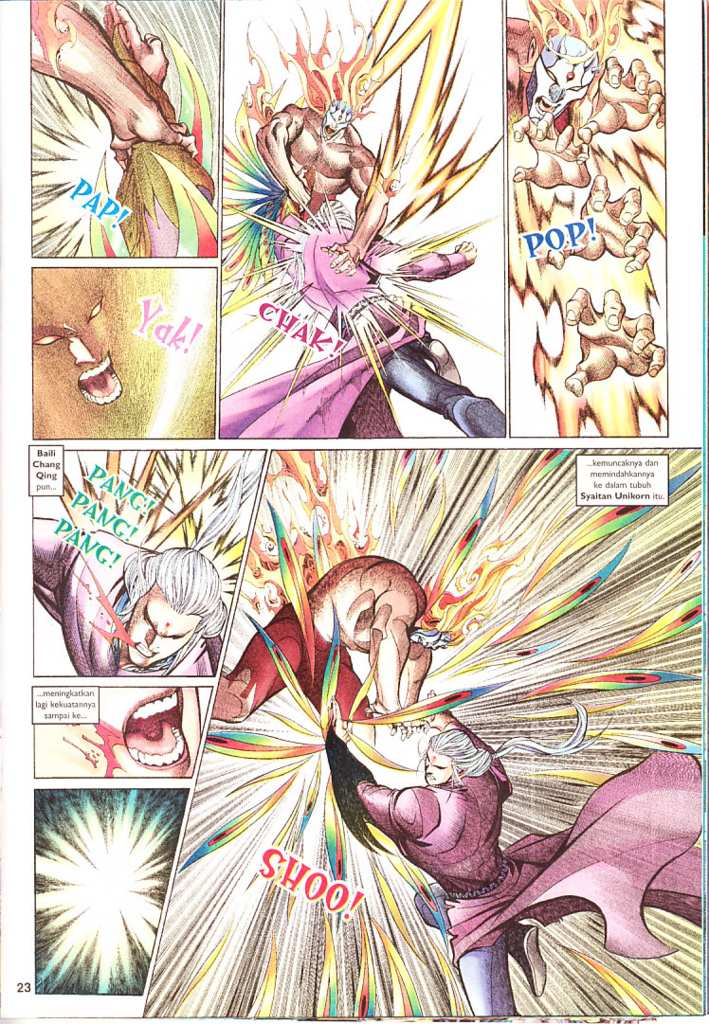 PAP!
CHAK!
POP!
Yak!
Baili
Chang
Qing
pun...
PANG!
PANG!
PANG!
...meningkatkan
lagi kekuatannya
sampai ke...
...kemuncaknya dan
memindahkannya
ke dalam tubuh
Syaitan Unikorn itu.
SHOO!
23